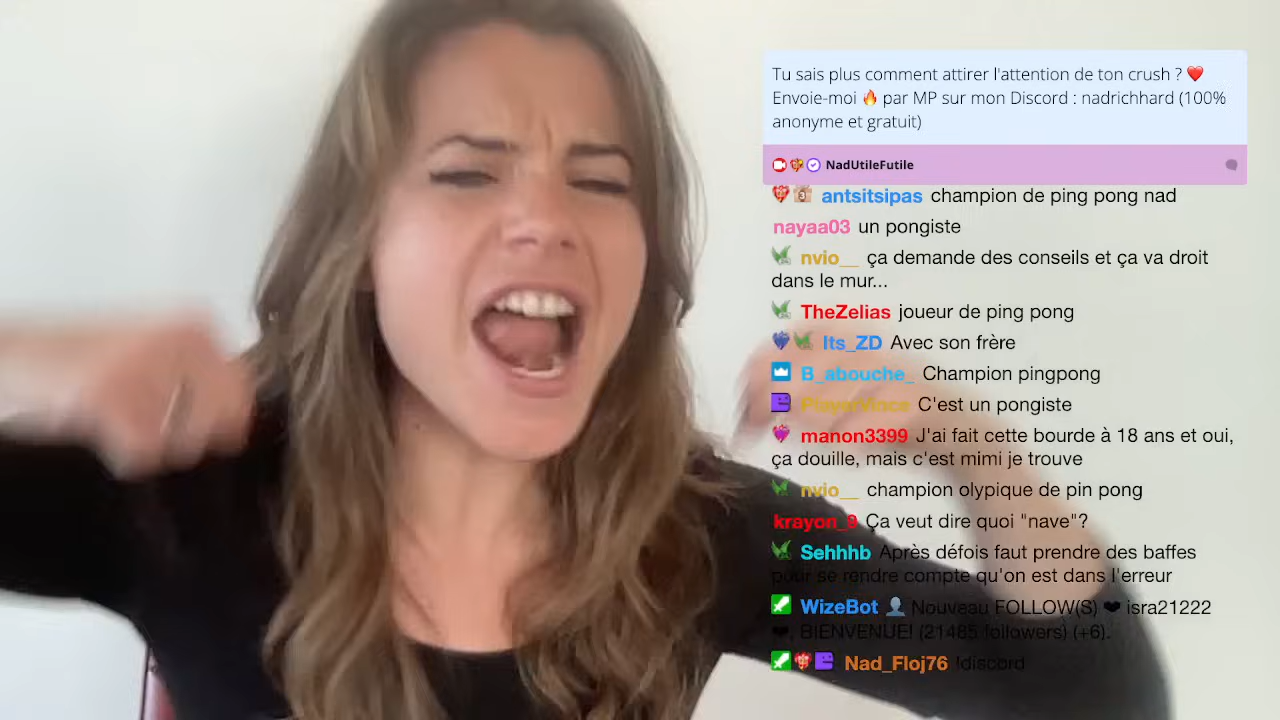 Tu sais plus comment attirer l'attention de ton crush ? ❤️
Envoie-moi 🔥 par MP sur mon Discord : nadrichhard (100%
anonyme et gratuit)
NadUtileFutile
antsitsipas champion de ping pong nad
nayaa03 un pongiste
nvio__ ça demande des conseils et ça va droit
dans le mur...
TheZelias joueur de ping pong
Its_ZD Avec son frère
B_abouche_ Champion pingpong
PlayerVince C'est un pongiste
manon3399 J'ai fait cette bourde à 18 ans et oui,
ça douille, mais c'est mimi je trouve
nvio__ champion olypique de pin pong
krayon_9 Ça veut dire quoi "nave"?
Sehhhb Après défois faut prendre des baffes
pour se rendre compte qu'on est dans l'erreur
WizeBot 👤 Nouveau FOLLOW(S) ❤ isra21222
❤, BIENVENUE! (21485 followers) (+6).
Nad_Floj76 !discord